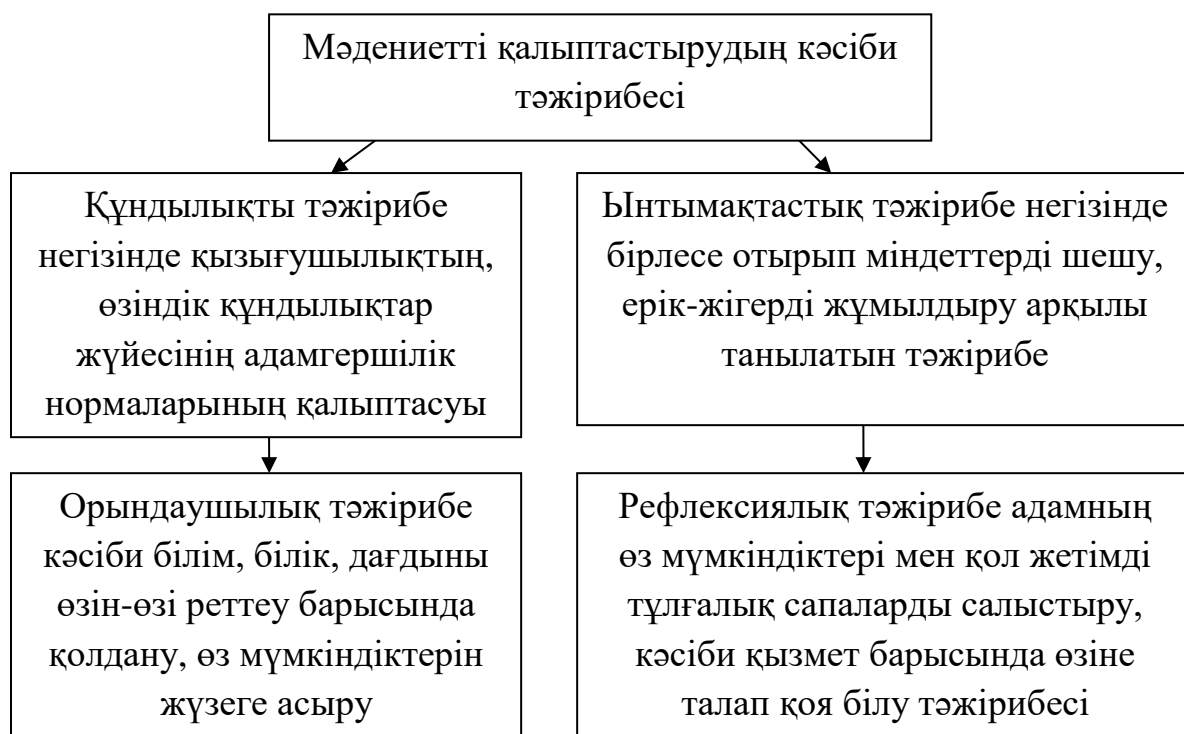 Мәдениетті қалыптастырудың кәсіби
тәжірибесі
Құндылықты тәжірибе
негізінде қызығушылықтың,
өзіндік құндылықтар
жүйесінің адамгершілік
нормаларының қалыптасуы
Ынтымақтастық тәжірибе негізінде
бірлесе отырып міндеттерді шешу,
ерік-жігерді жұмылдыру арқылы
танылатын тәжірибе
Орындаушылық тәжірибе
кәсіби білім, білік, дағдыны
өзін-өзі реттеу барысында
қолдану, өз мүмкіндіктерін
жүзеге асыру
Рефлексиялық тәжірибе адамның
өз мүмкіндіктері мен қол жетімді
тұлғалық сапаларды салыстыру,
кәсіби қызмет барысында өзіне
талап қоя білу тәжірибесі